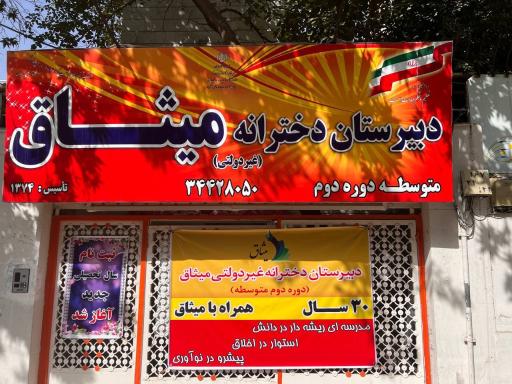 دبیرستان دخترانه میثاق
(غیردولتی)
متوسطه دوره دوم
۳۴۴۲۸۰۵۰
تاسیس : ۱۳۷۴
میثاق
دبیرستان دخترانه غیردولتی میثاق
(دوره دوم متوسطه)
۳۰ ســال همراه با میثاق
مدرسه ای ریشه دار در دانش
استوار در اخلاق
پیشرو در نوآوری
ثبت نام
سال تحصیلی
جدید
آغاز شد